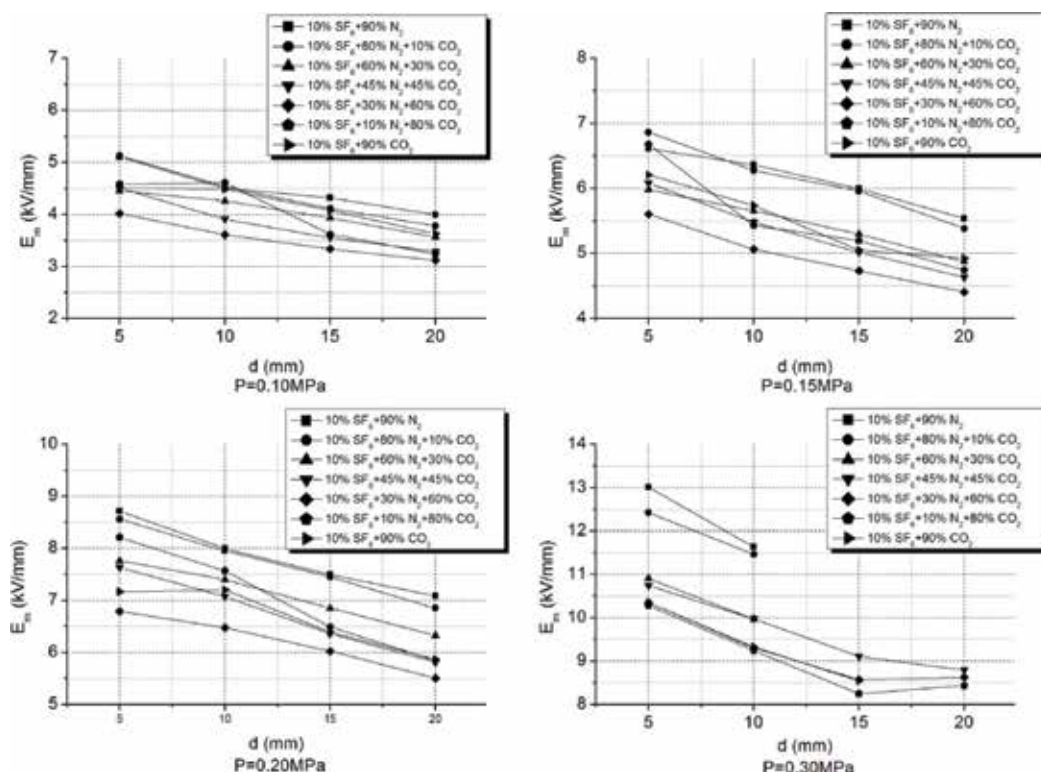 10% SF6+90% N2
10% SF6+80% N2+10% CO2
10% SF6+60% N2+30% CO2
10% SF6+45% N2+45% CO2
10% SF6+30% N2+60% CO2
10% SF6+10% N2+80% CO2
10% SF6+90% CO2
7
6
5
4
3
2
Em (kV/mm)
5 10 15 20
d (mm)
P=0.10MPa
10% SF6+90% N2
10% SF6+80% N2+10% CO2
10% SF6+60% N2+30% CO2
10% SF6+45% N2+45% CO2
10% SF6+30% N2+60% CO2
10% SF6+10% N2+80% CO2
10% SF6+90% CO2
8
7
6
5
4
Em (kV/mm)
5 10 15 20
d (mm)
P=0.15MPa
10% SF6+90% N2
10% SF6+80% N2+10% CO2
10% SF6+60% N2+30% CO2
10% SF6+45% N2+45% CO2
10% SF6+30% N2+60% CO2
10% SF6+10% N2+80% CO2
10% SF6+90% CO2
10
9
8
7
6
5
Em (kV/mm)
5 10 15 20
d (mm)
P=0.20MPa
10% SF6+90% N2
10% SF6+80% N2+10% CO2
10% SF6+60% N2+30% CO2
10% SF6+45% N2+45% CO2
10% SF6+30% N2+60% CO2
10% SF6+10% N2+80% CO2
10% SF6+90% CO2
14
13
12
11
10
9
8
Em (kV/mm)
5 10 15 20
d (mm)
P=0.30MPa